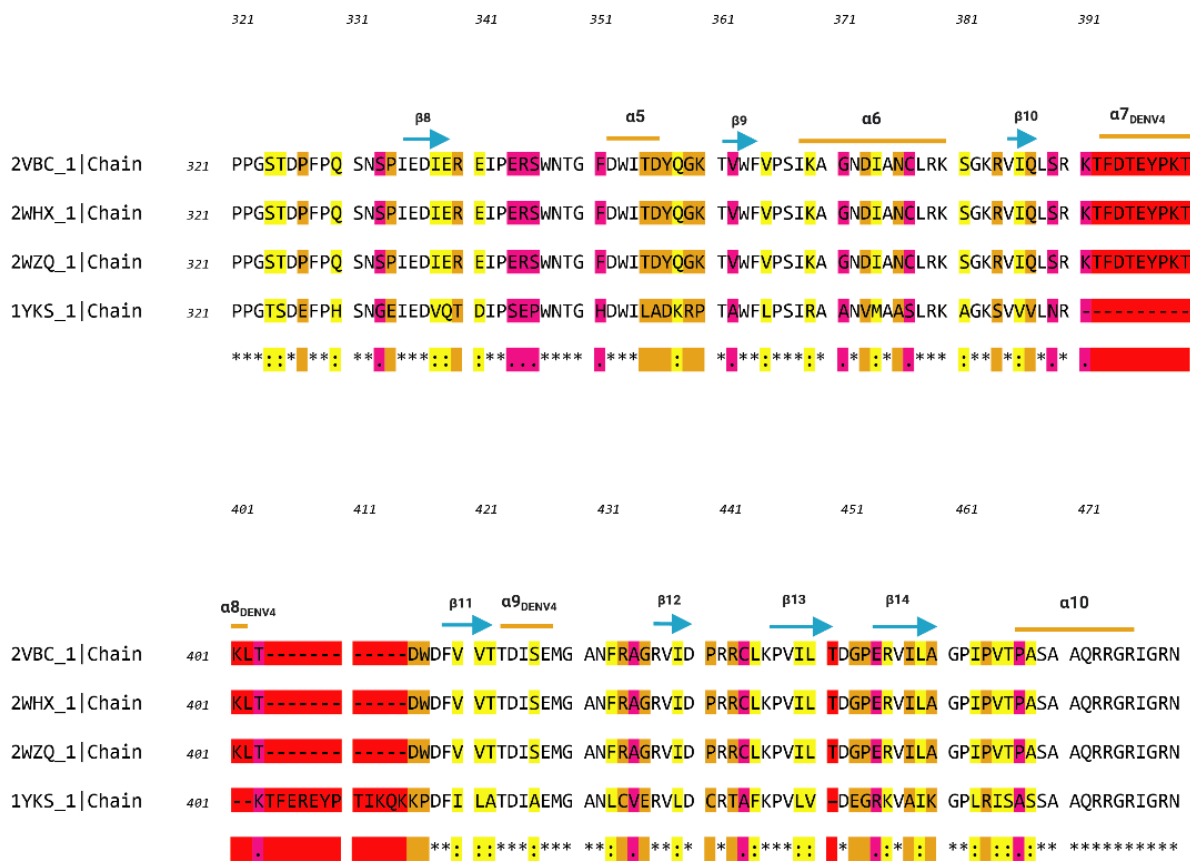 321 331 341 351 361 371 381 391
β8 α5 β9 α6 β10 α7DENV4
2VBC_1|Chain 321 PPGSTDPFPQ SNSPIEDIER EIPERSWNTG FDWITDYQGK TVWFVPSIKA GNDIANCLRK SGKRVIQLSR KTFDTEYPKT
2WHX_1|Chain 321 PPGSTDPFPQ SNSPIEDIER EIPERSWNTG FDWITDYQGK TVWFVPSIKA GNDIANCLRK SGKRVIQLSR KTFDTEYPKT
2WZQ_1|Chain 321 PPGSTDPFPQ SNSPIEDIER EIPERSWNTG FDWITDYQGK TVWFVPSIKA GNDIANCLRK SGKRVIQLSR KTFDTEYPKT
1YKS_1|Chain 321 PPGTSDEFPH SNGEIEDVQT DIPSEPWNTG HDWILADKRP TAWFLPSIRA ANVMAASLRK AGKSVVVLNR ----------
***::* **: **. ***::  :**...**** .***   :   *.**:***:* .* :* .*** :** *: *.* .
401 411 421 431 441 451 461 471
α8DENV4 β11 α9DENV4 β12 β13 β14 α10
2VBC_1|Chain 401 KLT------- -----DWDFV VTTDISEMG ANFRAGRVID PRRCLKPVIL TDGPERVILA GPIPVTPASA AQRRGRIGRN
2WHX_1|Chain 401 KLT------- -----DWDFV VTTDISEMG ANFRAGRVID PRRCLKPVIL TDGPERVILA GPIPVTPASA AQRRGRIGRN
2WZQ_1|Chain 401 KLT------- -----DWDFV VTTDISEMG ANFRAGRVID PRRCLKPVIL TDGPERVILA GPIPVTPASA AQRRGRIGRN
1YKS_1|Chain 401 --KTFEREYP TIKQKKPDFI LATDIAEMG ANLCVERVLD CRTAFKPVLV -DEGRKVAIK GPLRISASSA AQRRGRIGRN
. **: ::***:*** **: . **:*  * .:***::  *  .:* :  **: ::.:** **********